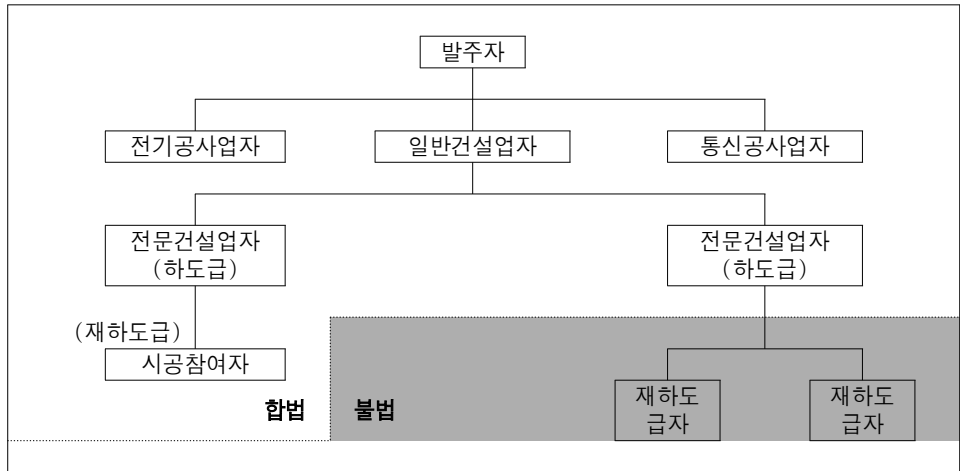 발주자
전기공사업자
일반건설업자
통신공사업자
전문건설업자
(하도급)
전문건설업자
(하도급)
(재하도급)
시공참여자
합법
불법
재하도
급자
재하도
급자